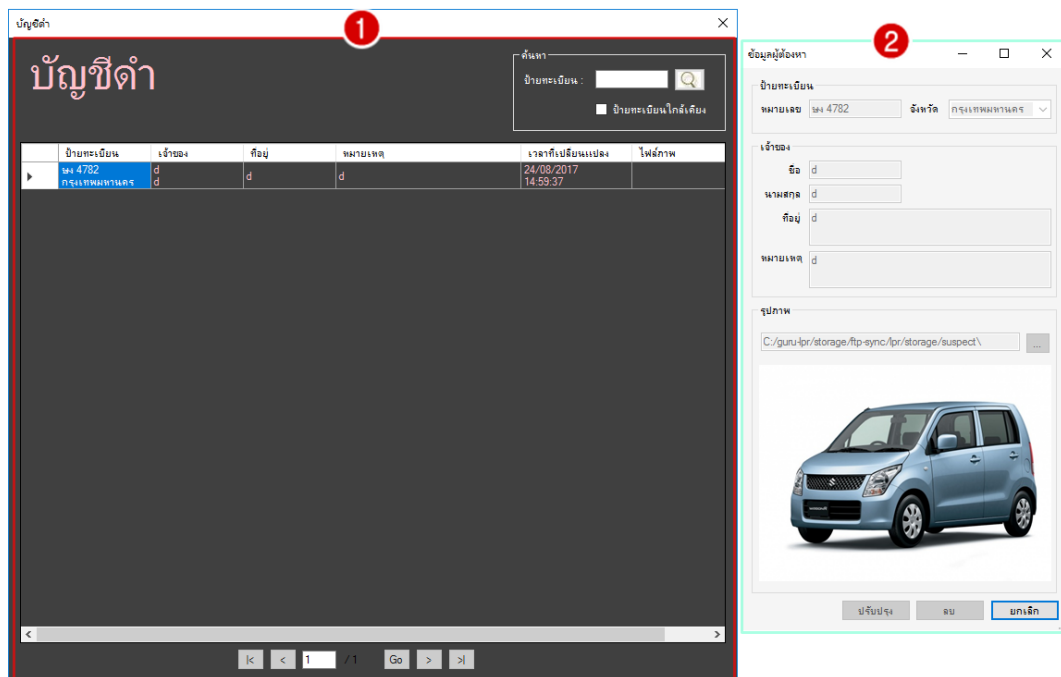 บัญชีดำ
1
บัญชีดำ
ค้นหา
ป้ายทะเบียน :
ป้ายทะเบียนใกล้เคียง
ป้ายทะเบียน เจ้าของ ที่อยู่ หมายเหตุ เวลาที่เปลี่ยนแปลง ไฟล์ภาพ
ษง 4782 d d d 24/08/2017
กรุงเทพมหานคร d 14:59:37
|< < 1 / 1 Go > >|
2
ข้อมูลผู้ต้องหา
ป้ายทะเบียน
หมายเลข ษง 4782 จังหวัด กรุงเทพมหานคร
เจ้าของ
ชื่อ d
นามสกุล d
ที่อยู่ d
หมายเหตุ d
รูปภาพ
C:/guru-lpr/storage/ftp-sync/lpr/storage/suspect\ ...
ปรับปรุง ลบ ยกเลิก